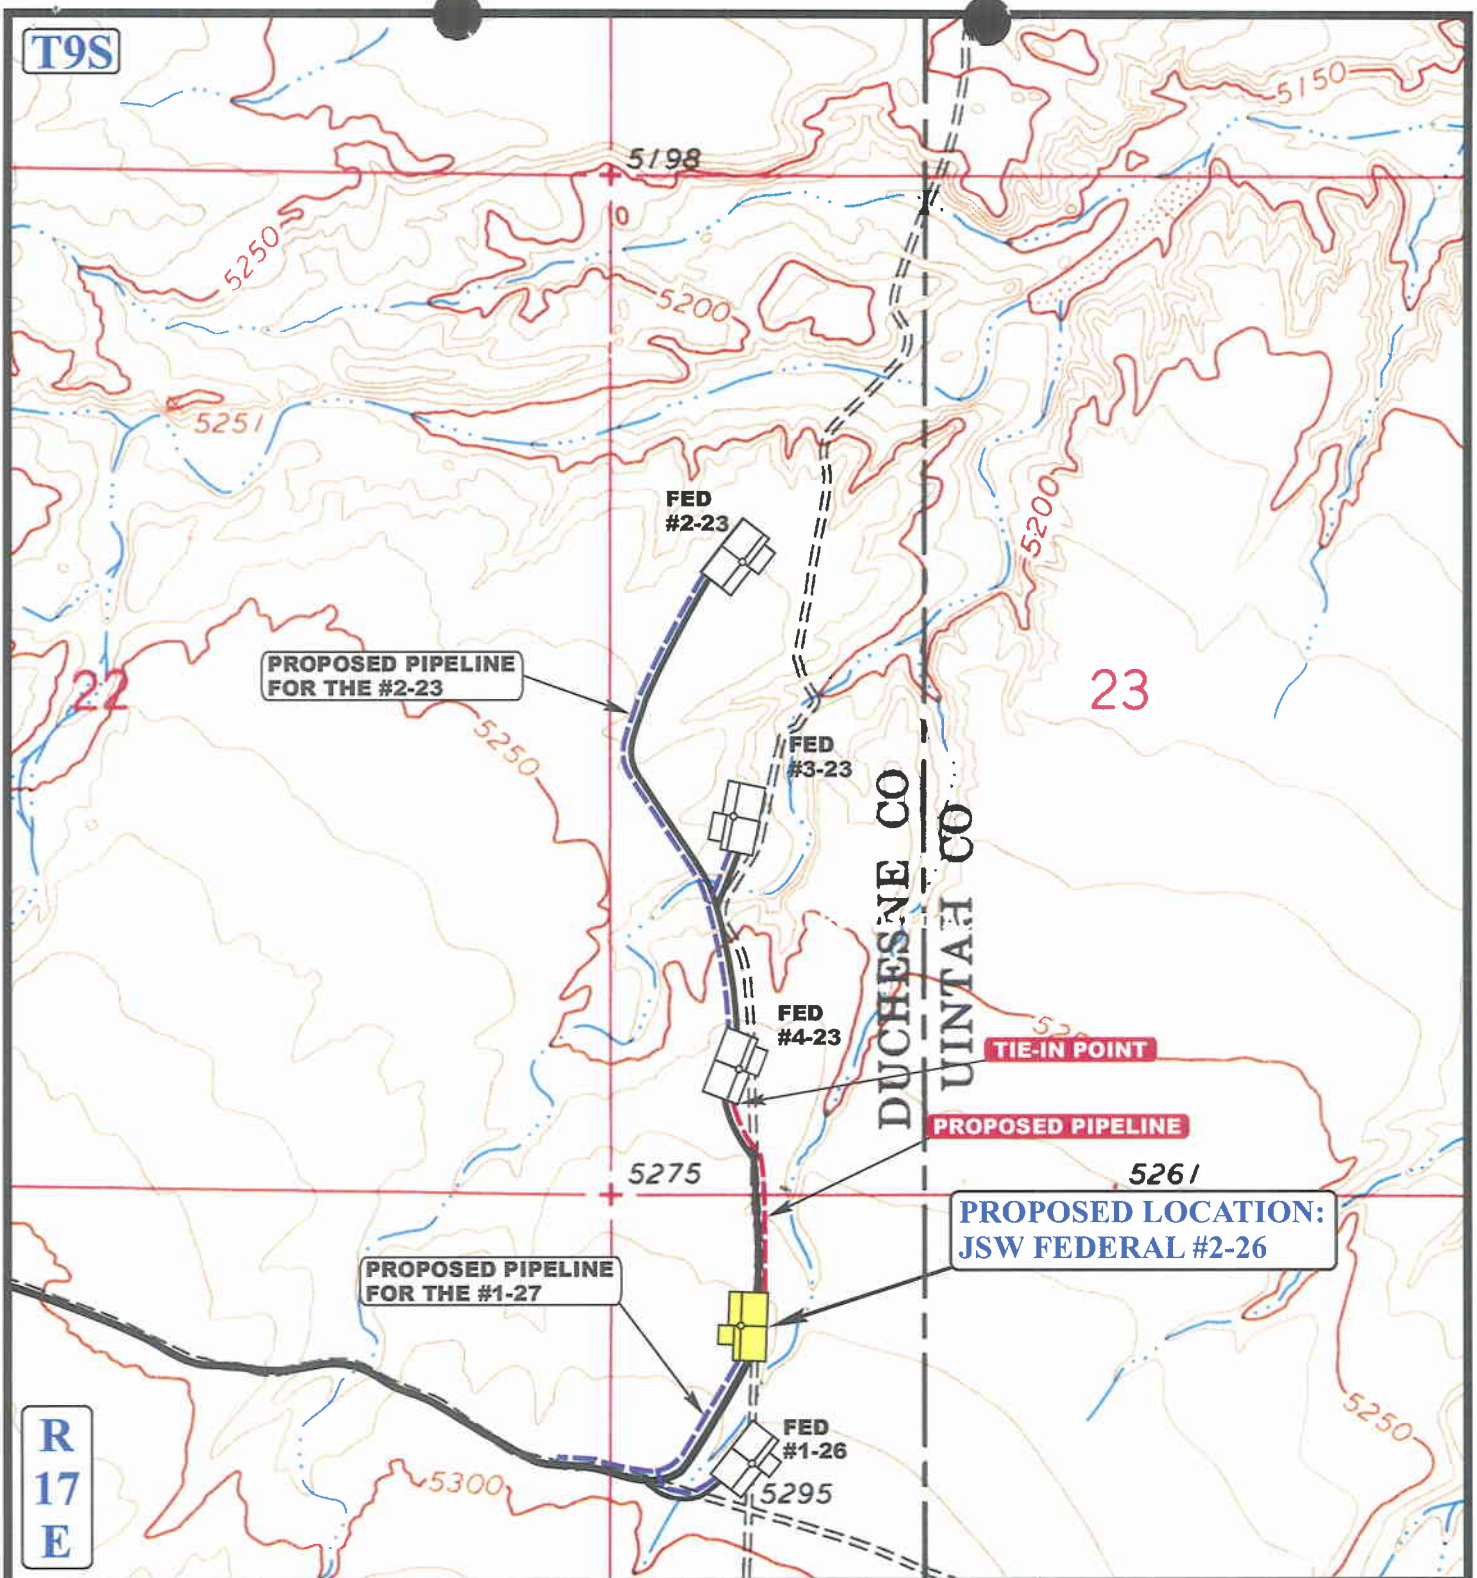 T9S
5150
5198
5250
5200
5251
FED
#2-23
5200
PROPOSED PIPELINE
FOR THE #2-23
22
23
5250
FED
#3-23
DUCHESNE CO
UINTAH CO
FED
#4-23
TIE-IN POINT
PROPOSED PIPELINE
5275
5261
PROPOSED LOCATION:
JSW FEDERAL #2-26
PROPOSED PIPELINE
FOR THE #1-27
5250
R
17
E
FED
#1-26
5300
5295